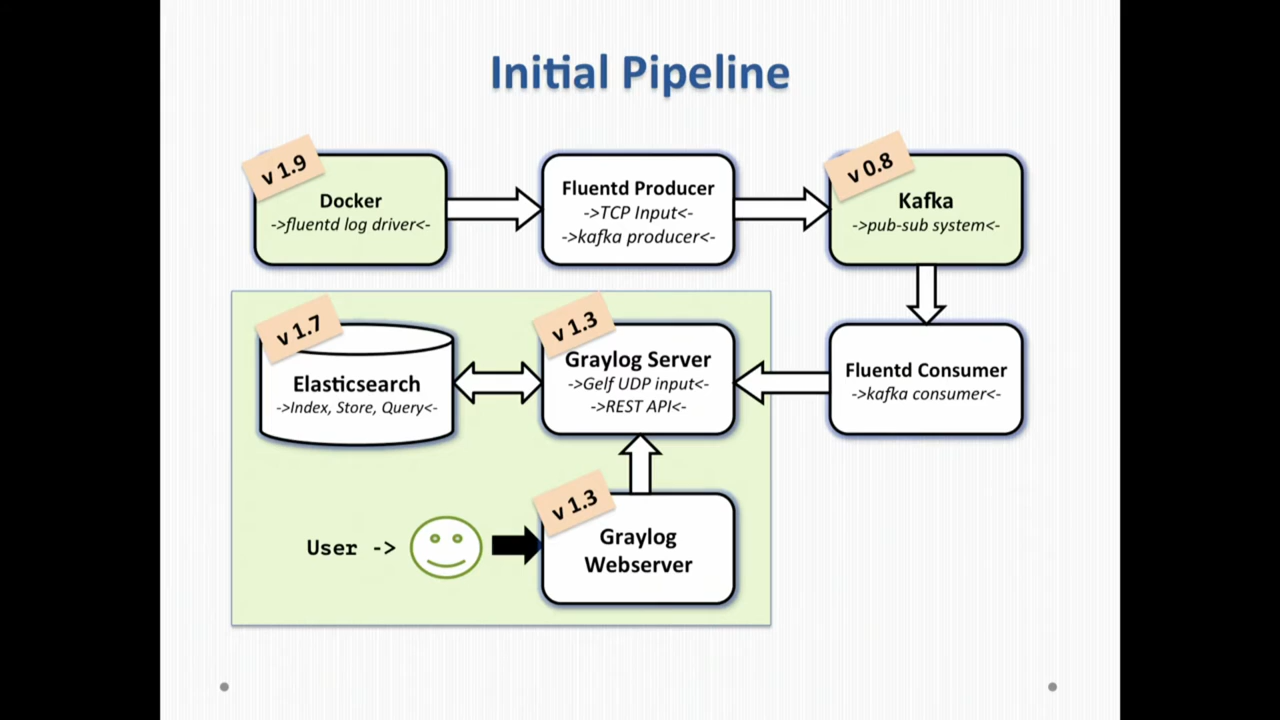 Initial Pipeline
v 1.9
Docker
->fluentd log driver<-
Fluentd Producer
->TCP Input<-
->kafka producer<-
v 0.8
Kafka
->pub-sub system<-
v 1.7
Elasticsearch
->Index, Store, Query<-
v 1.3
Graylog Server
->Gelf UDP input<-
->REST API<-
Fluentd Consumer
->kafka consumer<-
User ->
v 1.3
Graylog
Webserver